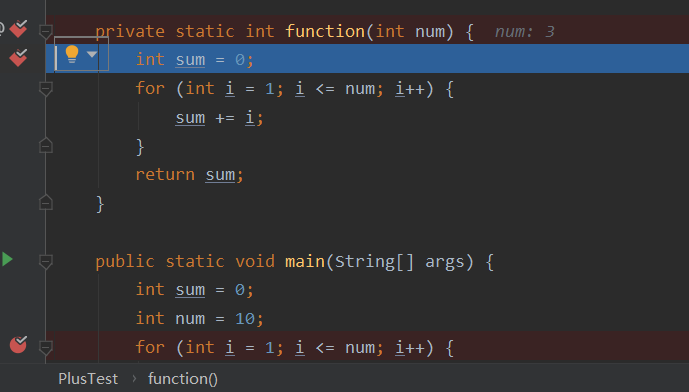 private static int function(int num) {   num: 3
    int sum = 0;
    for (int i = 1; i <= num; i++) {
        sum += i;
    }
    return sum;
}
public static void main(String[] args) {
    int sum = 0;
    int num = 10;
    for (int i = 1; i <= num; i++) {
PlusTest › function()